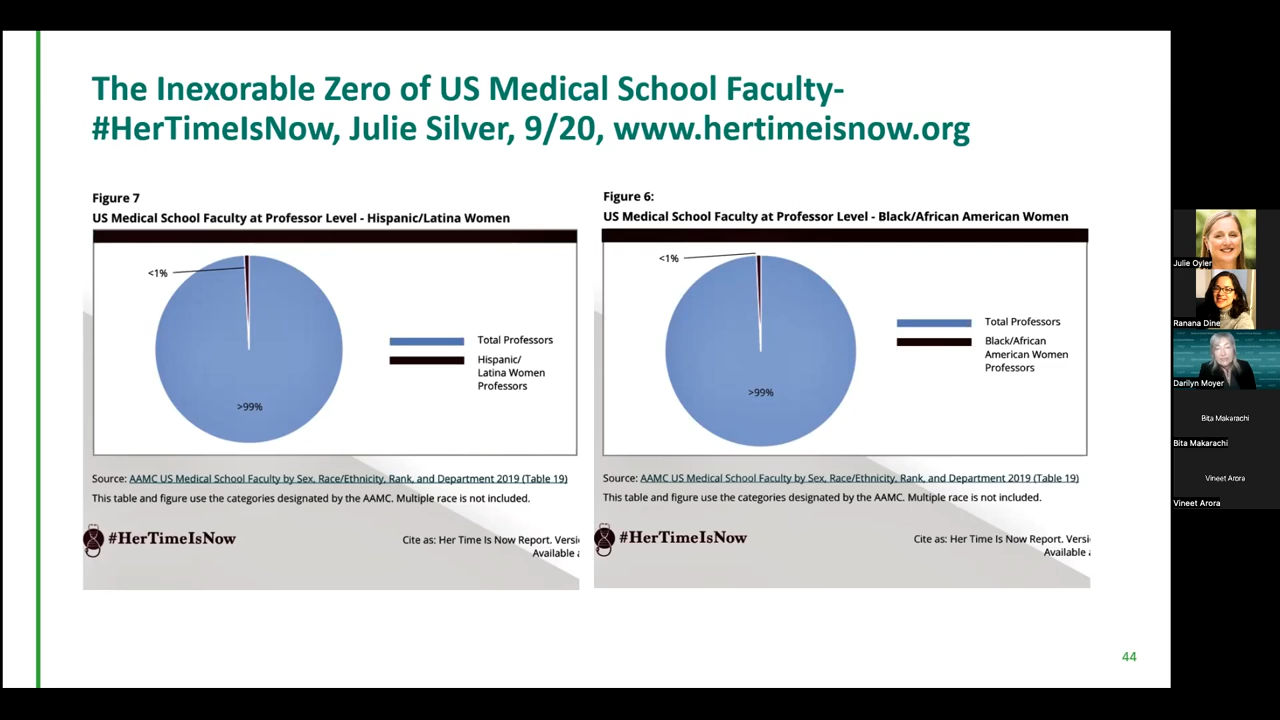 The Inexorable Zero of US Medical School Faculty-
#HerTimeIsNow, Julie Silver, 9/20, www.hertimeisnow.org
Figure 7
US Medical School Faculty at Professor Level - Hispanic/Latina Women
<1%
>99%
Total Professors
Hispanic/
Latina Women
Professors
Source: AAMC US Medical School Faculty by Sex, Race/Ethnicity, Rank, and Department 2019 (Table 19)
This table and figure use the categories designated by the AAMC. Multiple race is not included.
#HerTimeIsNow
Cite as: Her Time Is Now Report. Versi
Available a
Figure 6:
US Medical School Faculty at Professor Level - Black/African American Women
<1%
>99%
Total Professors
Black/African
American Women
Professors
Source: AAMC US Medical School Faculty by Sex, Race/Ethnicity, Rank, and Department 2019 (Table 19)
This table and figure use the categories designated by the AAMC. Multiple race is not included.
#HerTimeIsNow
Cite as: Her Time Is Now Report. Versi
Available
44
Julie Oyler
Ranana Dine
Darilyn Moyer
Bita Makarachi
Bita Makarachi
Vineet Arora
Vineet Arora